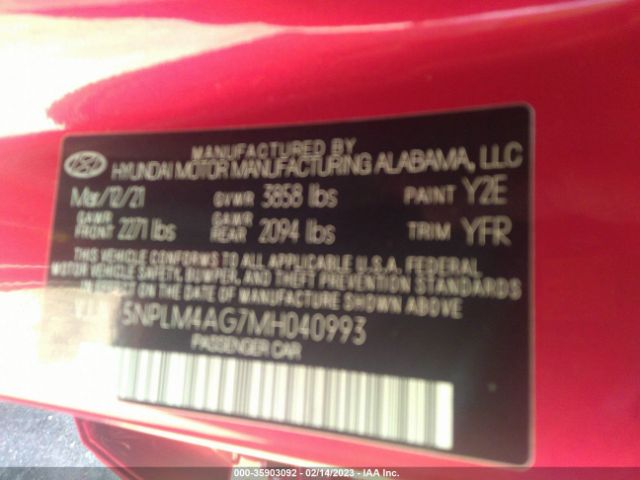 MANUFACTURED BY
HYUNDAI MOTOR MANUFACTURING ALABAMA, LLC
Mar/12/21 GVWR 3858 lbs PAINT Y2E
GAWR FRONT 2271 lbs GAWR REAR 2094 lbs TRIM YFR
THIS VEHICLE CONFORMS TO ALL APPLICABLE U.S.A. FEDERAL
MOTOR VEHICLE SAFETY, BUMPER, AND THEFT PREVENTION STANDARDS
IN EFFECT ON THE DATE OF MANUFACTURE SHOWN ABOVE.
5NPLM4AG7MH040993
PASSENGER CAR
000-35903092 - 02/14/2023 - IAA Inc.